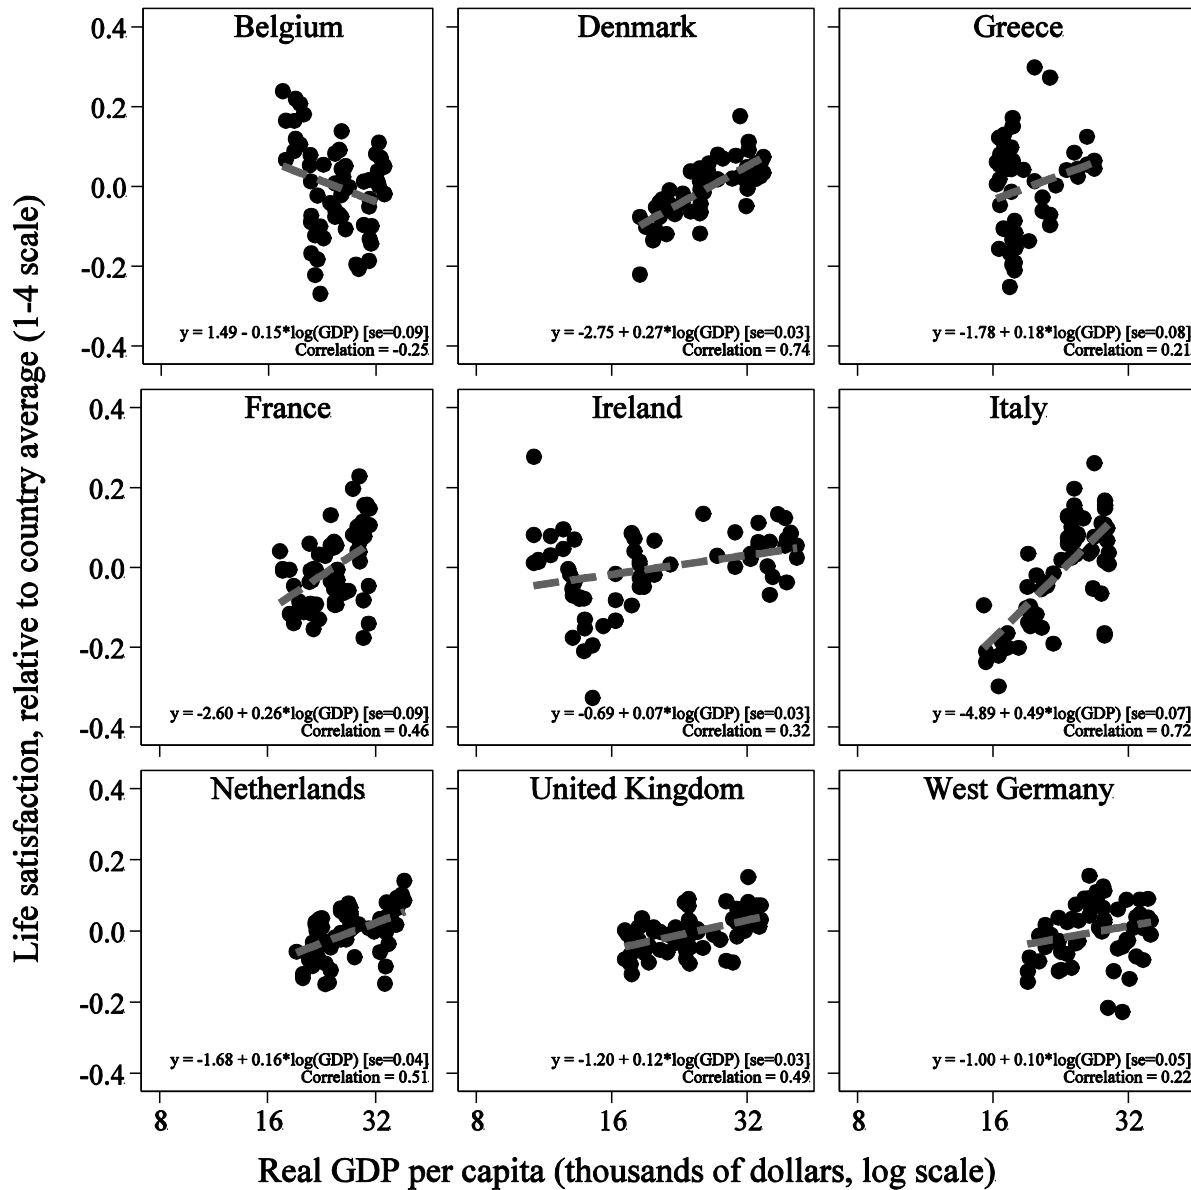 Life satisfaction, relative to country average (1-4 scale)
Belgium
Denmark
Greece
0.4
0.2
0.0
-0.2
-0.4
y = 1.49 - 0.15*log(GDP) [se=0.09]
Correlation = -0.25
y = -2.75 + 0.27*log(GDP) [se=0.03]
Correlation = 0.74
y = -1.78 + 0.18*log(GDP) [se=0.08]
Correlation = 0.21
France
Ireland
Italy
0.4
0.2
0.0
-0.2
-0.4
y = -2.60 + 0.26*log(GDP) [se=0.09]
Correlation = 0.46
y = -0.69 + 0.07*log(GDP) [se=0.03]
Correlation = 0.32
y = -4.89 + 0.49*log(GDP) [se=0.07]
Correlation = 0.72
Netherlands
United Kingdom
West Germany
0.4
0.2
0.0
-0.2
-0.4
y = -1.68 + 0.16*log(GDP) [se=0.04]
Correlation = 0.51
y = -1.20 + 0.12*log(GDP) [se=0.03]
Correlation = 0.49
y = -1.00 + 0.10*log(GDP) [se=0.05]
Correlation = 0.22
8 16 32 8 16 32 8 16 32
Real GDP per capita (thousands of dollars, log scale)